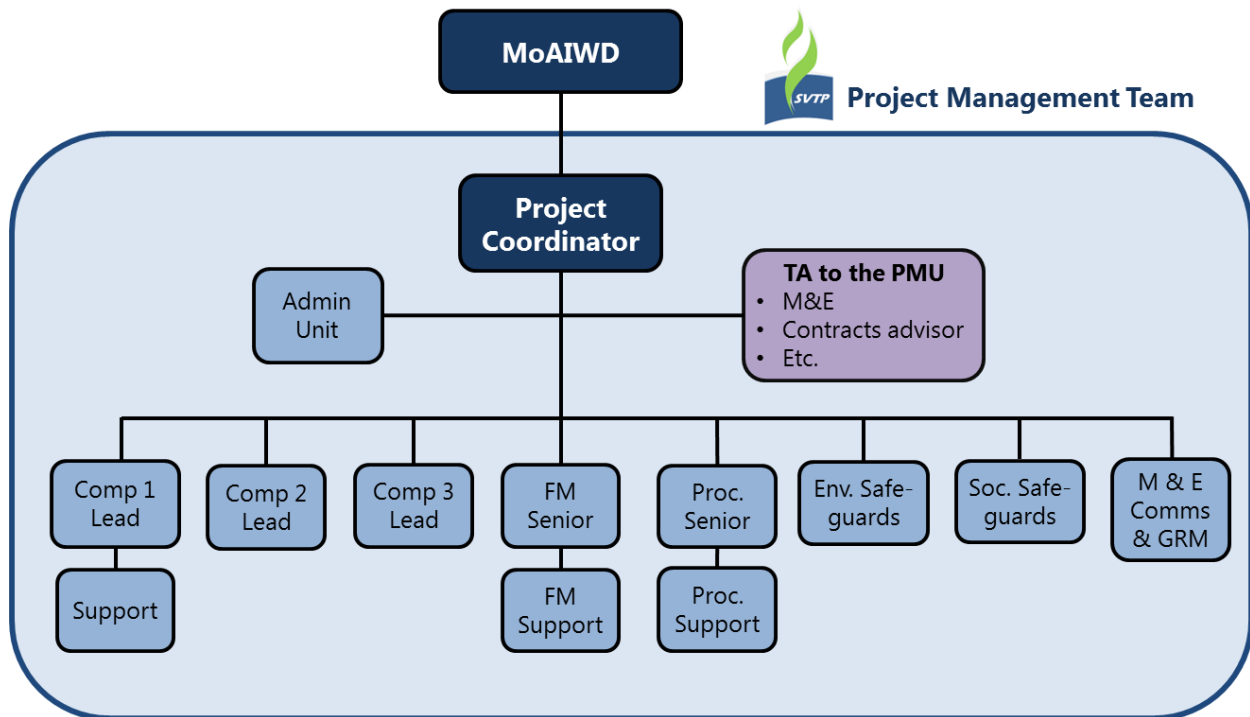 MoAIWD
SVTP
Project Management Team
Project
Coordinator
Admin
Unit
TA to the PMU
• M&E
• Contracts advisor
• Etc.
Comp 1
Lead
Comp 2
Lead
Comp 3
Lead
FM
Senior
Proc.
Senior
Env. Safe-
guards
Soc. Safe-
guards
M & E
Comms
& GRM
Support
FM
Support
Proc.
Support